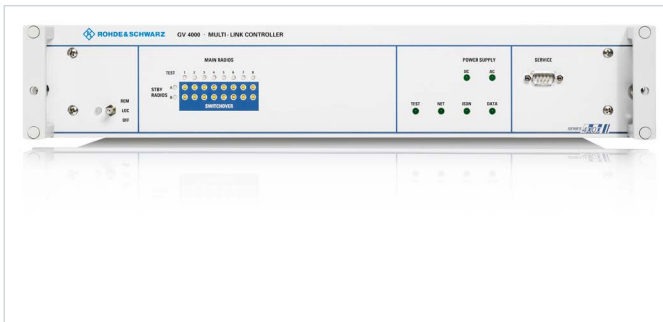 ROHDE&SCHWARZ GV 4000 · MULTI-LINK CONTROLLER
MAIN RADIOS
TEST 1 2 3 4 5 6 7 8
STBY RADIOS A
B
SWITCHOVER
REM
LOC
OFF
POWER SUPPLY
DC AC
TEST NET ISDN DATA
SERVICE